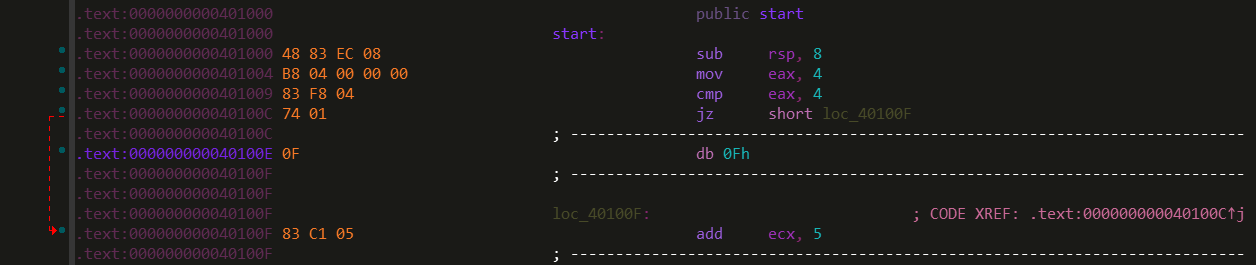 .text:0000000000401000 public start
.text:0000000000401000 start:
.text:0000000000401000 48 83 EC 08 sub rsp, 8
.text:0000000000401004 B8 04 00 00 00 mov eax, 4
.text:0000000000401009 83 F8 04 cmp eax, 4
.text:000000000040100C 74 01 jz short loc_40100F
.text:000000000040100C ; ---------------------------------------------------------------------------
.text:000000000040100E 0F db 0Fh
.text:000000000040100F ; ---------------------------------------------------------------------------
.text:000000000040100F
.text:000000000040100F loc_40100F: ; CODE XREF: .text:000000000040100C↑j
.text:000000000040100F 83 C1 05 add ecx, 5
.text:000000000040100F ; ---------------------------------------------------------------------------